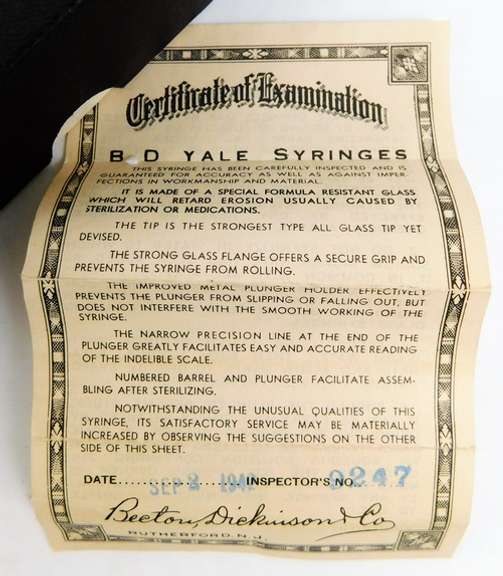 Certificate of Examination
B-D YALE SYRINGES
THIS SYRINGE HAS BEEN CAREFULLY INSPECTED AND IS
GUARANTEED FOR ACCURACY AS WELL AS AGAINST IMPER-
FECTIONS IN WORKMANSHIP AND MATERIAL.
IT IS MADE OF A SPECIAL FORMULA RESISTANT GLASS
WHICH WILL RETARD EROSION USUALLY CAUSED BY
STERILIZATION OR MEDICATIONS.
THE TIP IS THE STRONGEST TYPE ALL GLASS TIP YET
DEVISED.
THE STRONG GLASS FLANGE OFFERS A SECURE GRIP AND
PREVENTS THE SYRINGE FROM ROLLING.
THE IMPROVED METAL PLUNGER HOLDER EFFECTIVELY
PREVENTS THE PLUNGER FROM SLIPPING OR FALLING OUT, BUT
DOES NOT INTERFERE WITH THE SMOOTH WORKING OF THE
SYRINGE.
THE NARROW PRECISION LINE AT THE END OF THE
PLUNGER GREATLY FACILITATES EASY AND ACCURATE READING
OF THE INDELIBLE SCALE.
NUMBERED BARREL AND PLUNGER FACILITATE ASSEM-
BLING AFTER STERILIZING.
NOTWITHSTANDING THE UNUSUAL QUALITIES OF THIS
SYRINGE, ITS SATISFACTORY SERVICE MAY BE MATERIALLY
INCREASED BY OBSERVING THE SUGGESTIONS ON THE OTHER
SIDE OF THIS SHEET.
DATE SEP 2 INSPECTOR'S NO. 0247
Becton, Dickinson & Co
RUTHERFORD, N. J.